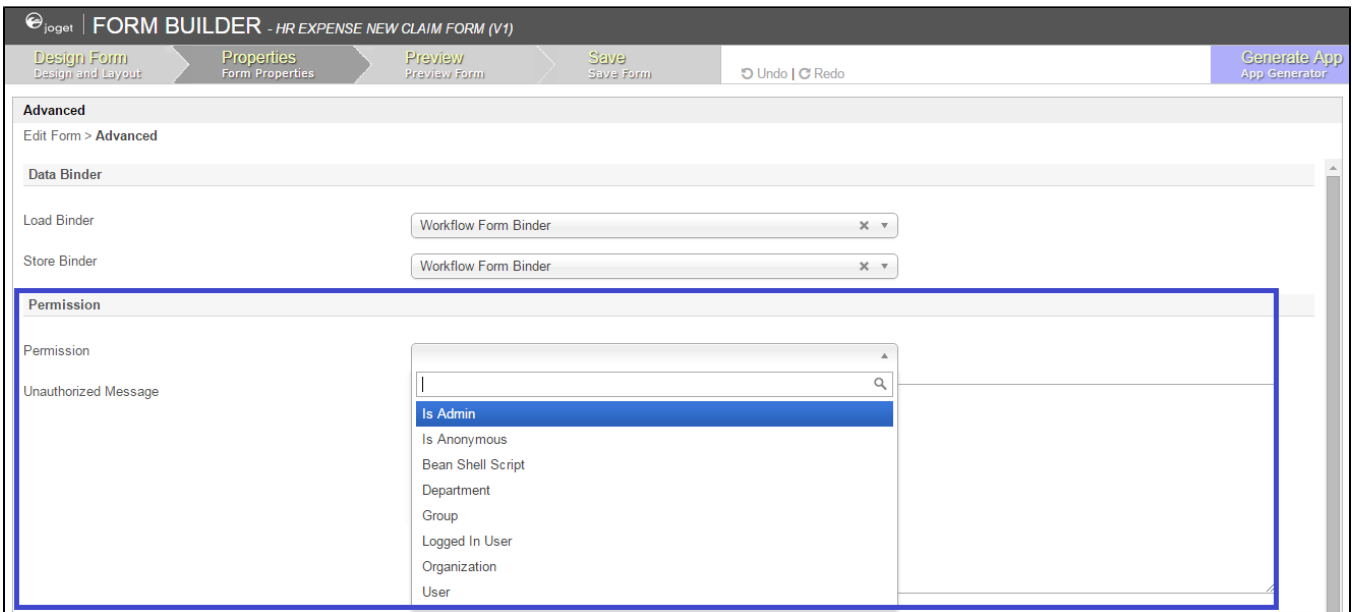 joget | FORM BUILDER - HR EXPENSE NEW CLAIM FORM (V1)
Design Form Properties Preview Save Generate App
Design and Layout Form Properties Preview Form Save Form Undo | Redo App Generator
Advanced
Edit Form > Advanced
Data Binder
Load Binder Workflow Form Binder
Store Binder Workflow Form Binder
Permission
Permission
Unauthorized Message
Is Admin
Is Anonymous
Bean Shell Script
Department
Group
Logged In User
Organization
User